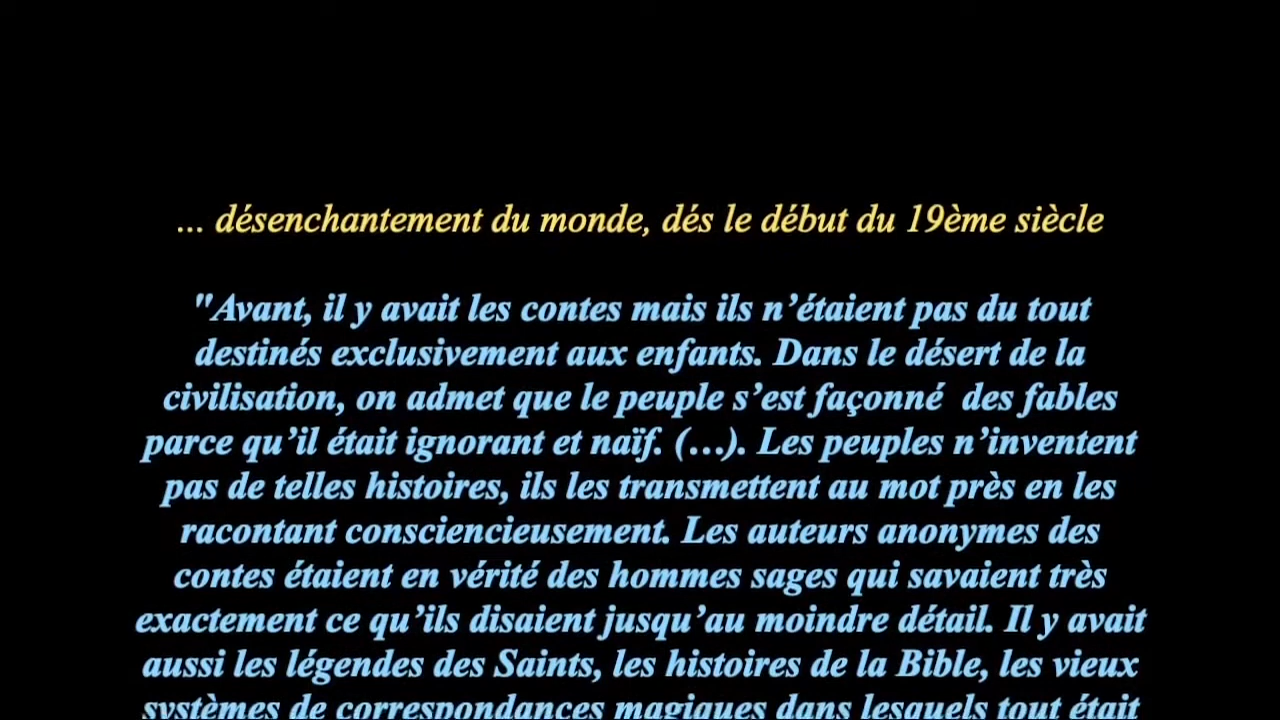 ... désenchantement du monde, dés le début du 19ème siècle
"Avant, il y avait les contes mais ils n’étaient pas du tout
destinés exclusivement aux enfants. Dans le désert de la
civilisation, on admet que le peuple s’est façonné  des fables
parce qu’il était ignorant et naïf. (…). Les peuples n’inventent
pas de telles histoires, ils les transmettent au mot près en les
racontant consciencieusement. Les auteurs anonymes des
contes étaient en vérité des hommes sages qui savaient très
exactement ce qu’ils disaient jusqu’au moindre détail. Il y avait
aussi les légendes des Saints, les histoires de la Bible, les vieux
systèmes de correspondances magiques dans lesquels tout était